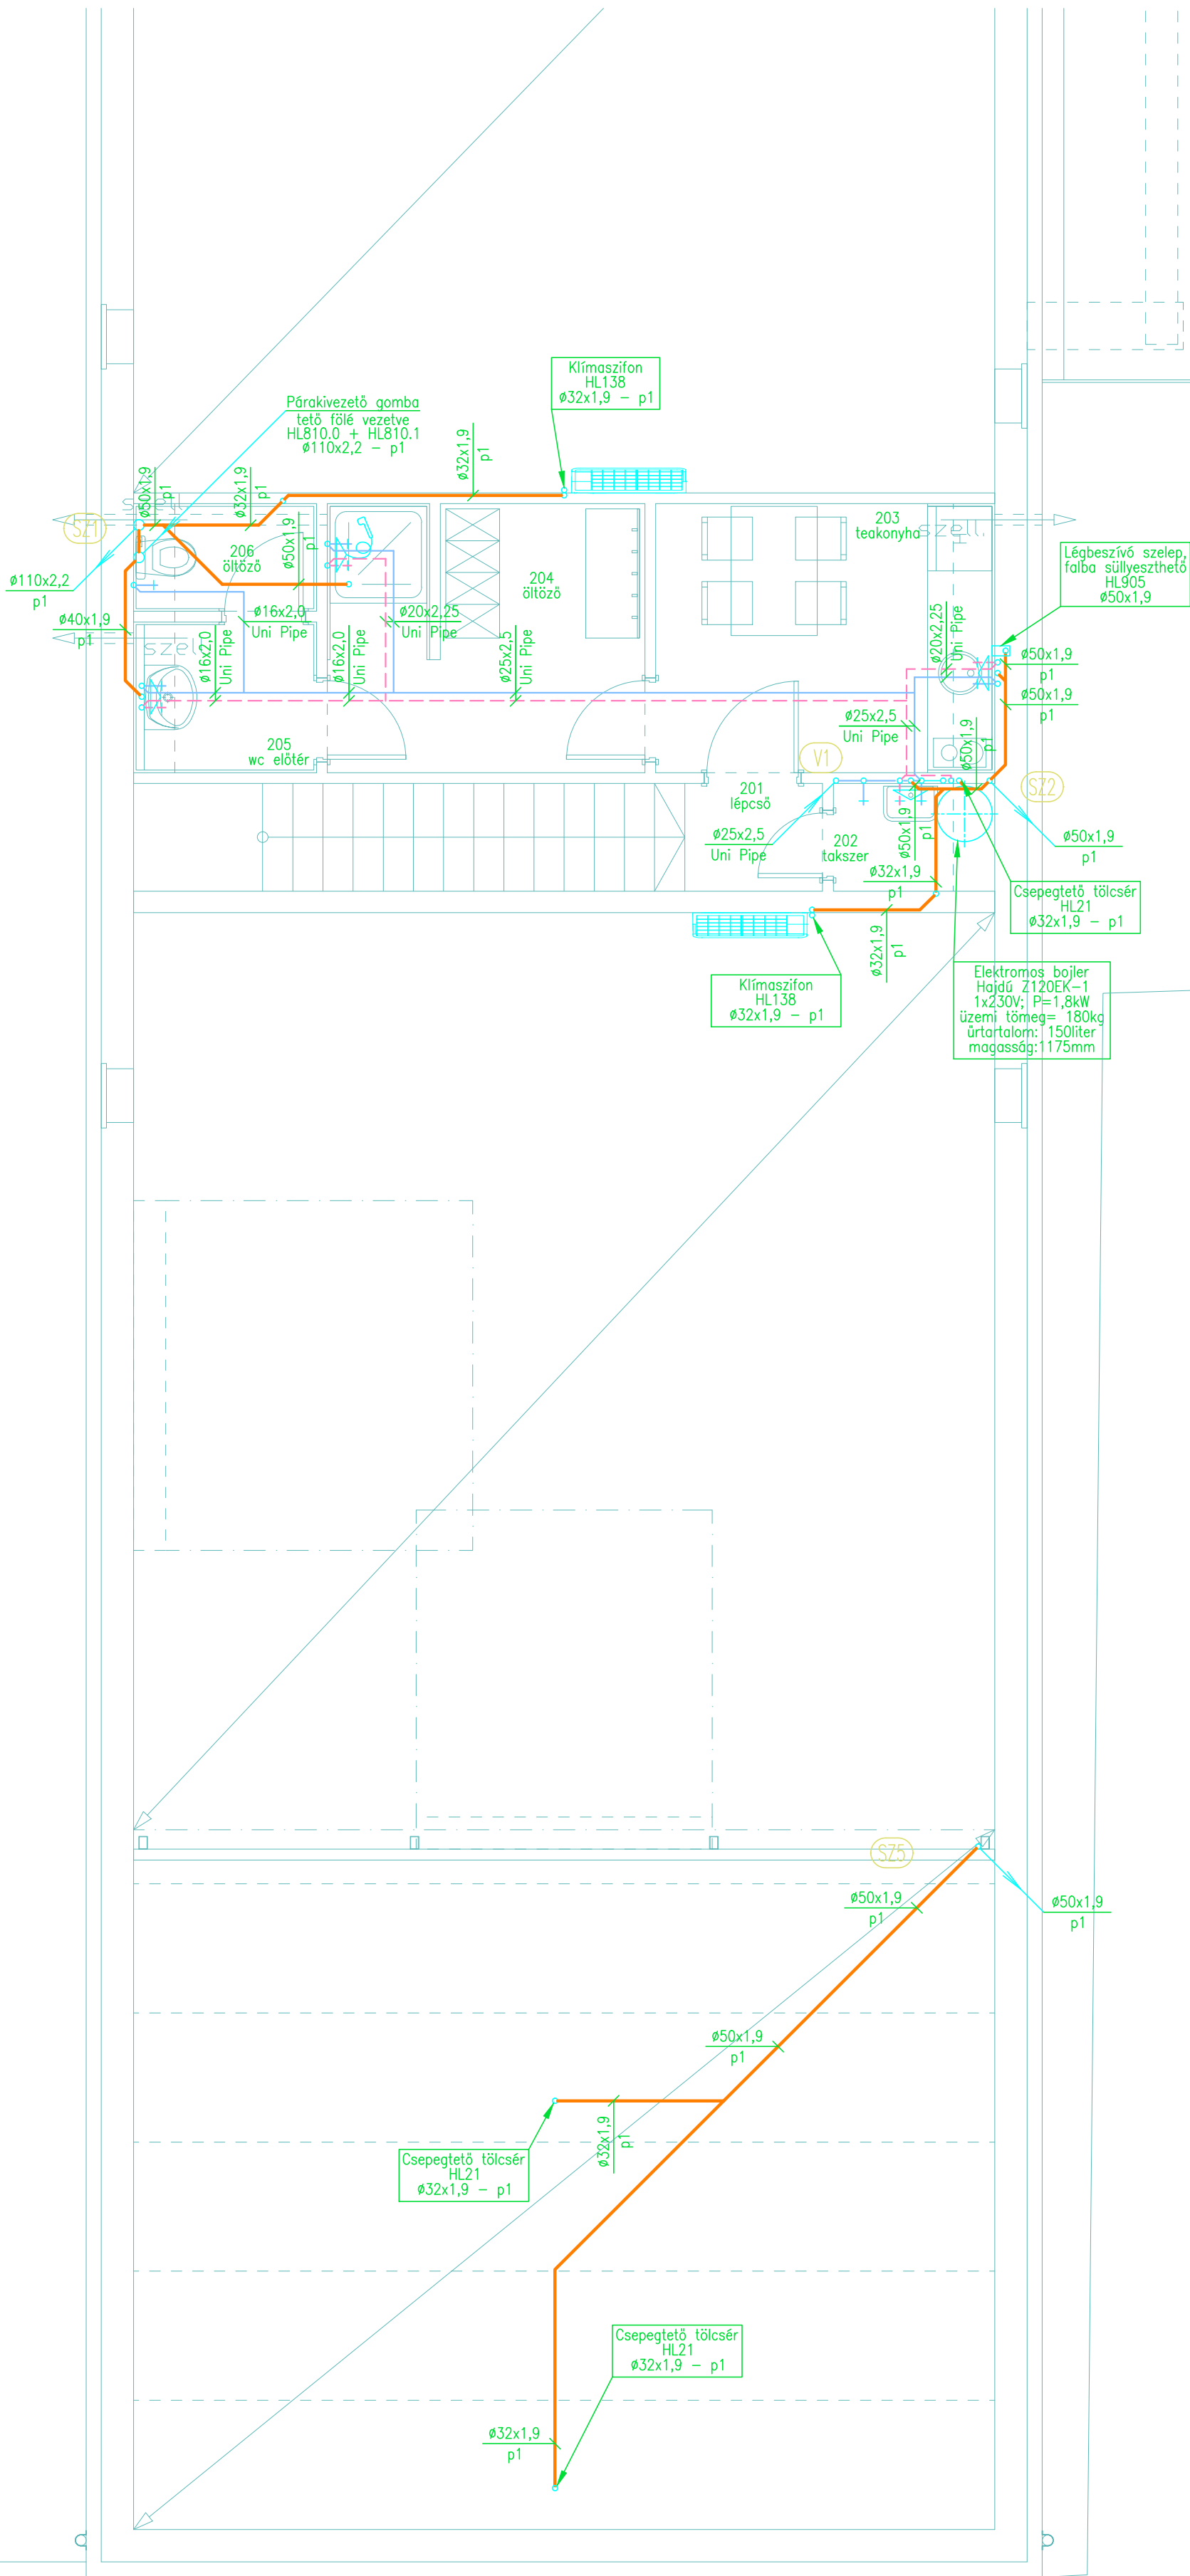 Klímaszifon
HL138
ø32x1,9 – p1
Párakivezető gomba
tető fölé vezetve
HL810.0 + HL810.1
ø110x2,2 – p1
ø32x1,9
p1
ø50x1,9
p1
ø32x1,9
p1
SZ1
ø50x1,9
p1
206
öltöző
204
öltöző
203
teakonyha
szell.
Légbeszívó szelep,
falba süllyeszthető
HL905
ø50x1,9
ø110x2,2
p1
ø40x1,9
p1
ø16x2,0
Uni Pipe
ø20x2,25
Uni Pipe
ø16x2,0
Uni Pipe
ø16x2,0
Uni Pipe
ø25x2,5
Uni Pipe
ø20x2,25
Uni Pipe
ø50x1,9
p1
ø50x1,9
p1
ø25x2,5
Uni Pipe
205
wc előtér
V1
ø50x1,9
p1
SZ2
201
lépcső
ø25x2,5
Uni Pipe
202
takszer
ø50x1,9
p1
ø50x1,9
p1
ø32x1,9
p1
Csepegtető tölcsér
HL21
ø32x1,9 – p1
ø32x1,9
p1
Klímaszifon
HL138
ø32x1,9 – p1
Elektromos bojler
Hajdú Z120EK–1
1x230V; P=1,8kW
üzemi tömeg= 180kg
űrtartalom: 150liter
magasság:1175mm
SZ5
ø50x1,9
p1
ø50x1,9
p1
ø50x1,9
p1
ø32x1,9
p1
Csepegtető tölcsér
HL21
ø32x1,9 – p1
Csepegtető tölcsér
HL21
ø32x1,9 – p1
ø32x1,9
p1